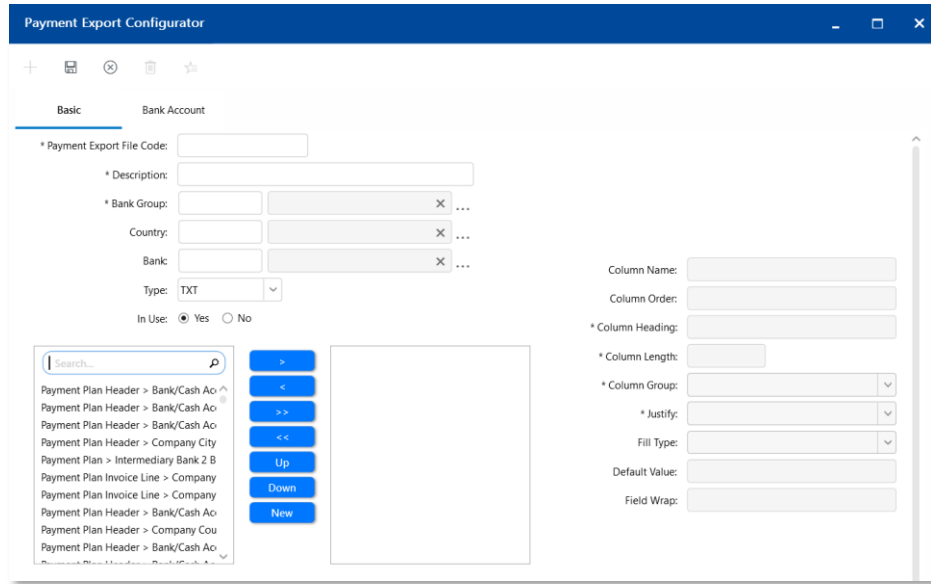 Payment Export Configurator
Basic
Bank Account
* Payment Export File Code:
* Description:
* Bank Group:
Country:
Bank:
Type: TXT
In Use: Yes No
Column Name:
Column Order:
* Column Heading:
* Column Length:
* Column Group:
* Justify:
Fill Type:
Default Value:
Field Wrap:
Search...
Payment Plan Header > Bank/Cash Ac
Payment Plan Header > Bank/Cash Ac
Payment Plan Header > Bank/Cash Ac
Payment Plan Header > Company City
Payment Plan > Intermediary Bank 2 B
Payment Plan Invoice Line > Company
Payment Plan Invoice Line > Company
Payment Plan Header > Bank/Cash Ac
Payment Plan Header > Company Cou
Payment Plan Header > Bank/Cash Ac
>
<
>>
<<
Up
Down
New